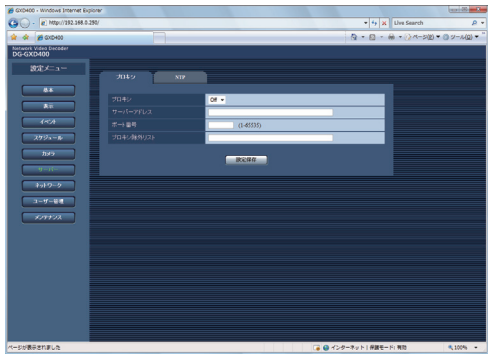 GXD400 - Windows Internet Explorer
http://192.168.0.250/
Live Search
GXD400
ページ(P) ツール(O)
Network Video Decoder
DG-GXD400
設定メニュー
プロキシ NTP
基本
表示
イベント
スケジュール
カメラ
サーバー
ネットワーク
ユーザー管理
メンテナンス
プロキシ Off
サーバーアドレス
ポート番号 (1-65535)
プロキシ除外リスト
設定保存
ページが表示されました
インターネット | 保護モード: 有効
100%